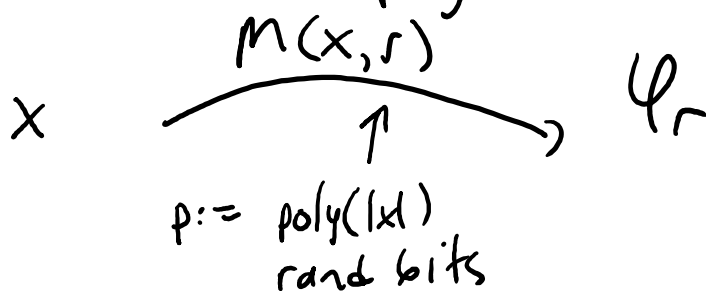 M(x,r)
x φr
p:= poly(|x|)
rand bits